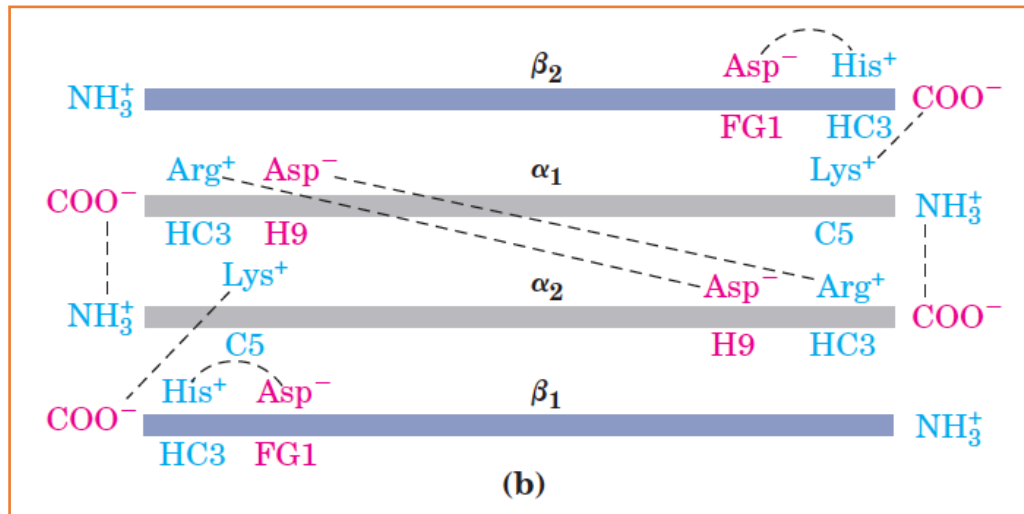 β₂ Asp⁻ His⁺
NH₃⁺ COO⁻
FG1 HC3
Arg⁺ Asp⁻ α₁ Lys⁺
COO⁻ NH₃⁺
HC3 H9 C5
Lys⁺ α₂ Asp⁻ Arg⁺
NH₃⁺ COO⁻
C5 H9 HC3
His⁺ Asp⁻ β₁
COO⁻ NH₃⁺
HC3 FG1
(b)